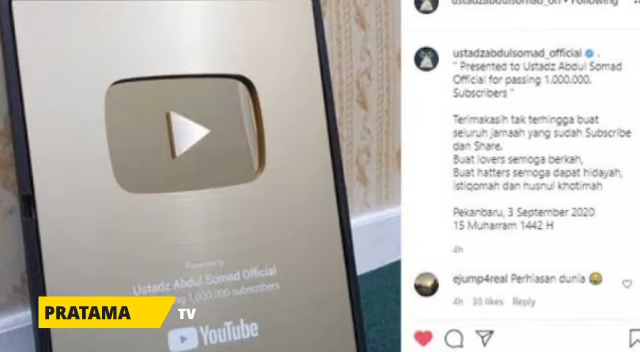 Presented to
Ustadz Abdul Somad Official
1,000,000 subscribers
YouTube
PRATAMA TV
ustadzabdulsomad_off • Following
ustadzabdulsomad_official
" Presented to Ustadz Abdul Somad
Official for passing 1.000.000.
Subscribers "
Terimakasih tak terhingga buat
seluruh jamaah yang sudah Subscribe
dan Share.
Buat lovers semoga berkah,
Buat hatters semoga dapat hidayah,
istiqomah dan husnul khotimah
Pekanbaru, 3 September 2020
15 Muharram 1442 H
4h
ejump4real Perhiasan dunia 😂
4h 30 likes Reply